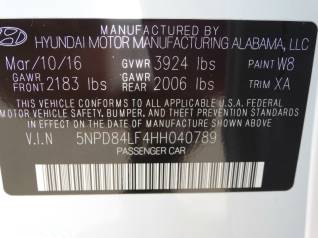 BY
HYUNDAI MOTOR MANUFACTURING ALABAMA, LLC
Mar/10/16 GVWR 3924 lbs PAINT W8
GAWR FRONT 2183 lbs GAWR REAR 2006 lbs TRIM XA
THIS VEHICLE CONFORMS TO ALL APPLICABLE FEDERAL
MOTOR VEHICLE SAFETY, BUMPER, AND
THEFT PREVENTION STANDARDS IN EFFECT ON THE DATE OF MANUFACTURE SHOWN ABOVE.
V.I.N 5NPD84LF4HH040789
PASSENGER CAR